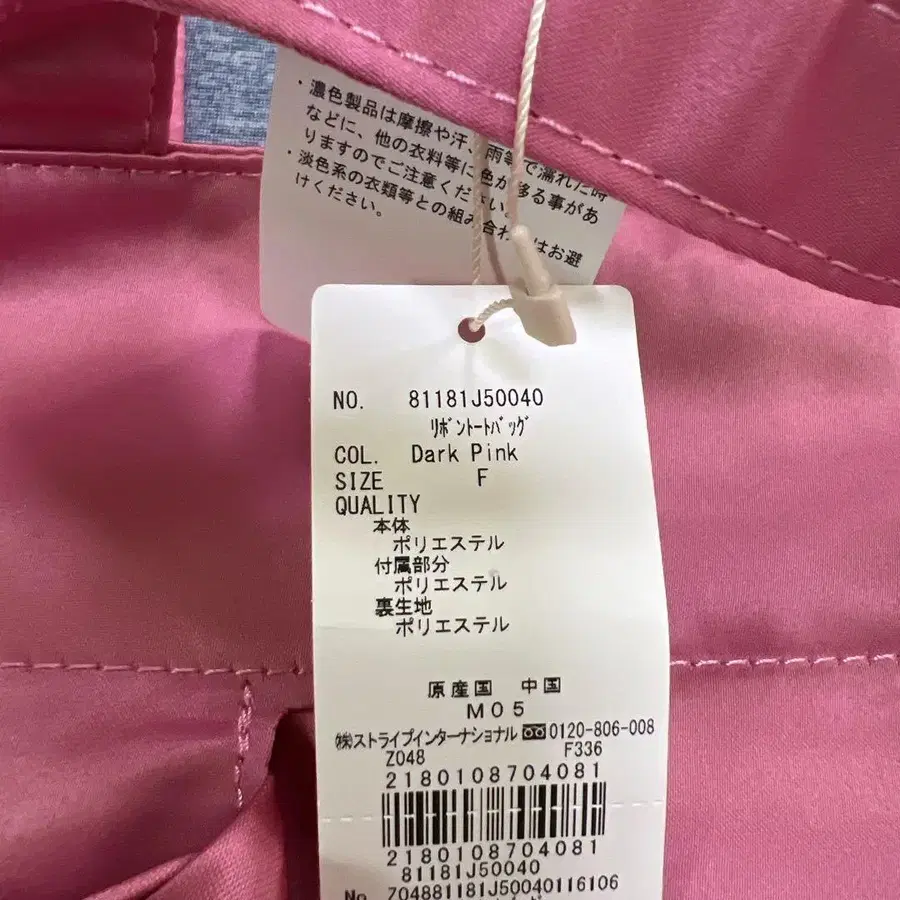 ・濃色製品は摩擦や汗、雨等で濡れた時
などに、他の衣料等に色が移る事があ
りますのでご注意ください。
・淡色系の衣類等との組み合わ はお避
けください。
NO. 81181J50040
ﾘﾎﾞﾝﾄｰﾄﾊﾞｯｸﾞ
COL. Dark Pink
SIZE F
QUALITY
本体
ポリエステル
付属部分
ポリエステル
裏生地
ポリエステル
原産国 中国
M05
㈱ストライプインターナショナル 0120-806-008
Z048 F336
2180108704081
2180108704081
81181J50040
No Z04881181J50040116106